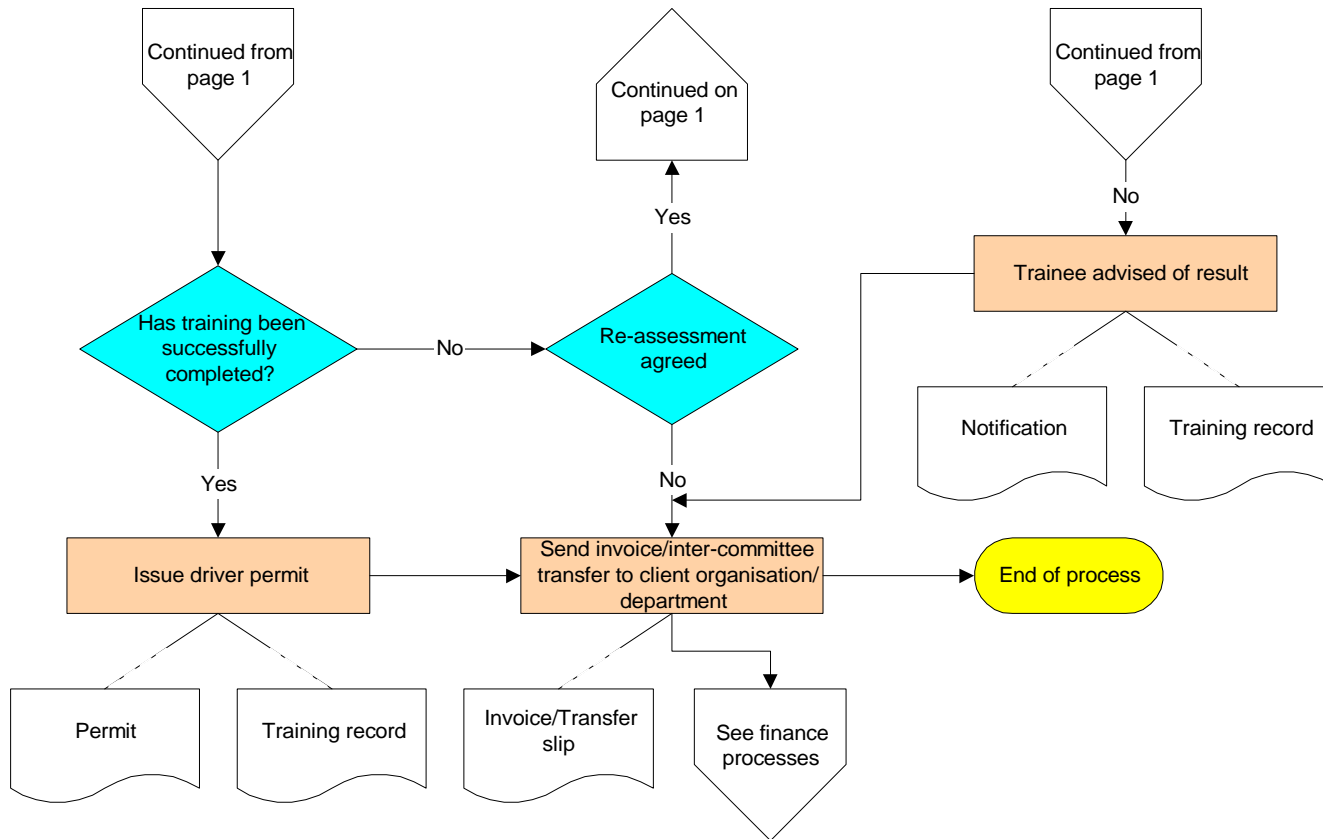 Continued from
page 1
Continued on
page 1
Continued from
page 1
Yes
No
Has training been
successfully
completed?
No
Re-assessment
agreed
Trainee advised of result
Notification
Training record
Yes
No
Issue driver permit
Send invoice/inter-committee
transfer to client organisation/
department
End of process
Permit
Training record
Invoice/Transfer
slip
See finance
processes